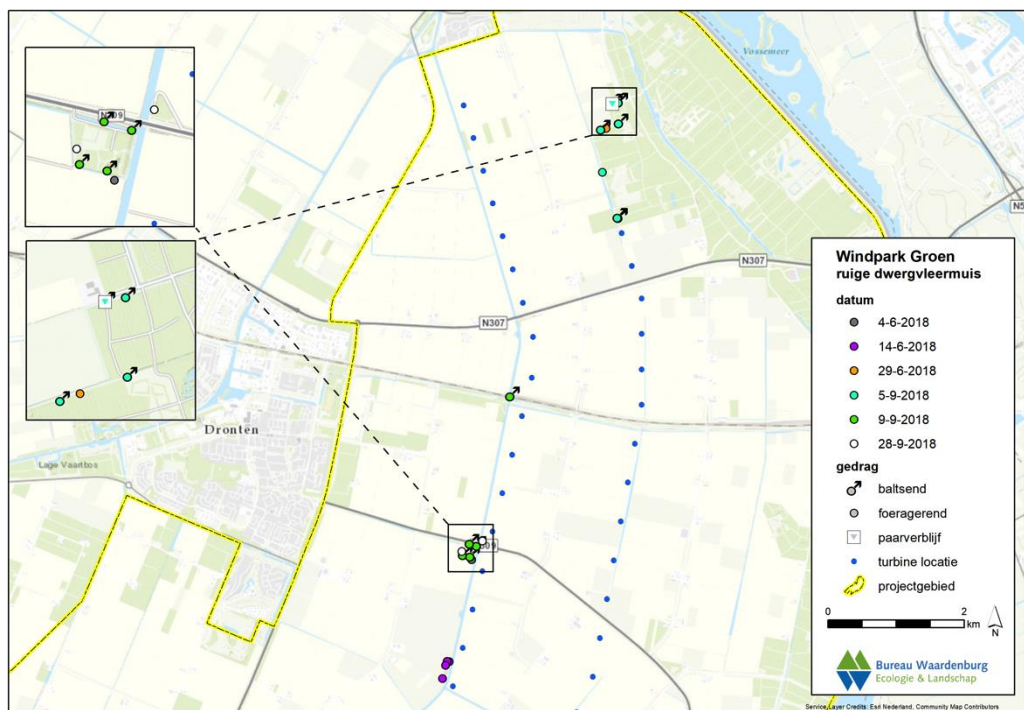 N309
Vossemeer
N307
N307
Dronten
Lage Vaartbos
Windpark Groen
ruige dwergvleermuis
datum
4-6-2018
14-6-2018
29-6-2018
5-9-2018
9-9-2018
28-9-2018
gedrag
baltsend
foeragerend
paarverblijf
turbine locatie
projectgebied
0 2
km
N
Bureau Waardenburg
Ecologie & Landschap
Service Layer Credits: Esri Nederland, Community Map Contributors